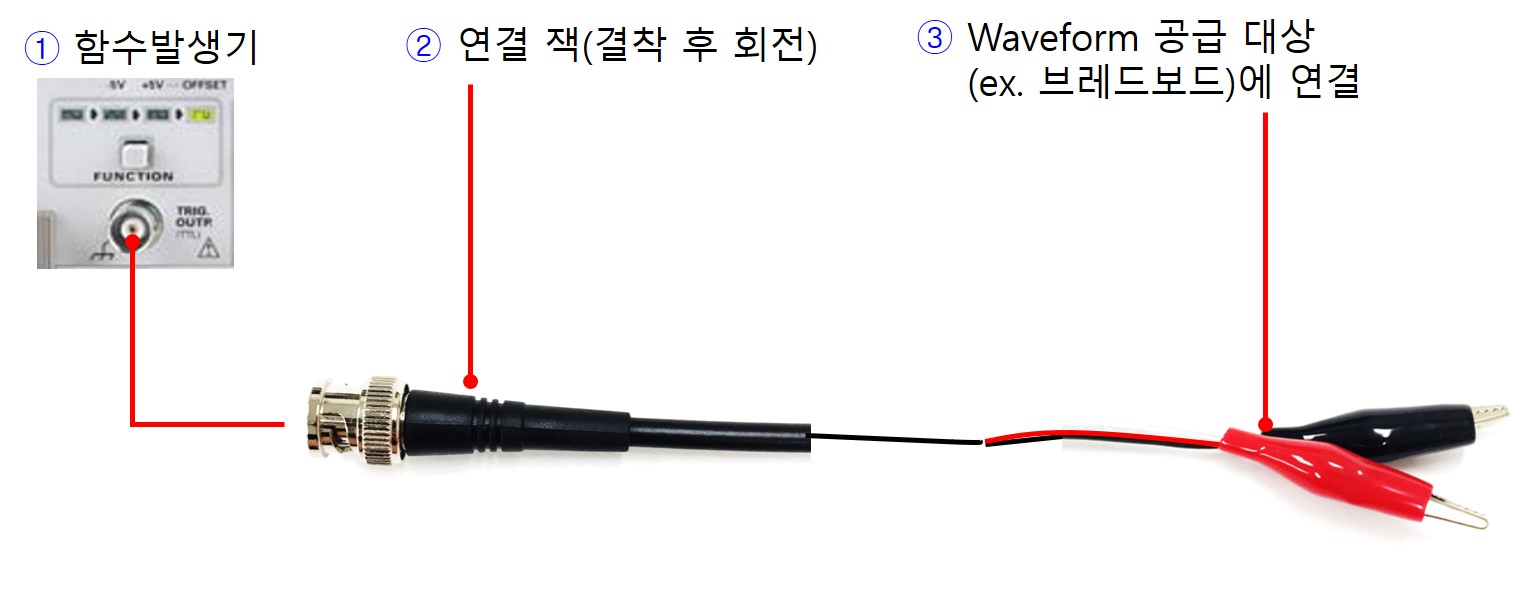 ① 함수발생기
② 연결 잭(결착 후 회전)
③ Waveform 공급 대상
(ex. 브레드보드)에 연결
-5V +5V OFFSET
FUNCTION
TRIG.
OUTP.
(TTL)